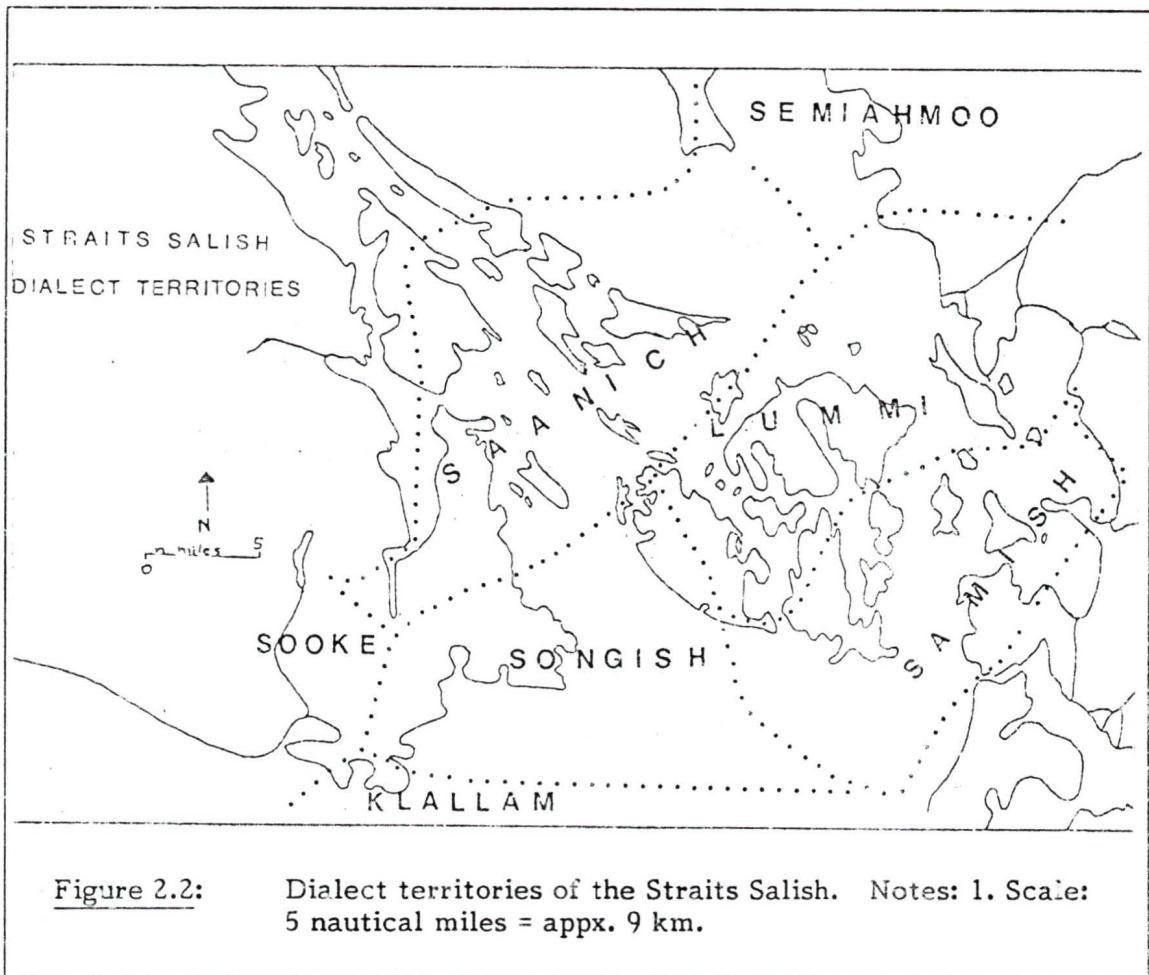 SEMIAHMOO
STRAITS SALISH
DIALECT TERRITORIES
SAANICH
LUMMI
N
n miles 5
0
SAMISH
SOOKE
SONGISH
KLALLAM
Figure 2.2: Dialect territories of the Straits Salish. Notes: 1. Scale:
5 nautical miles = appx. 9 km.